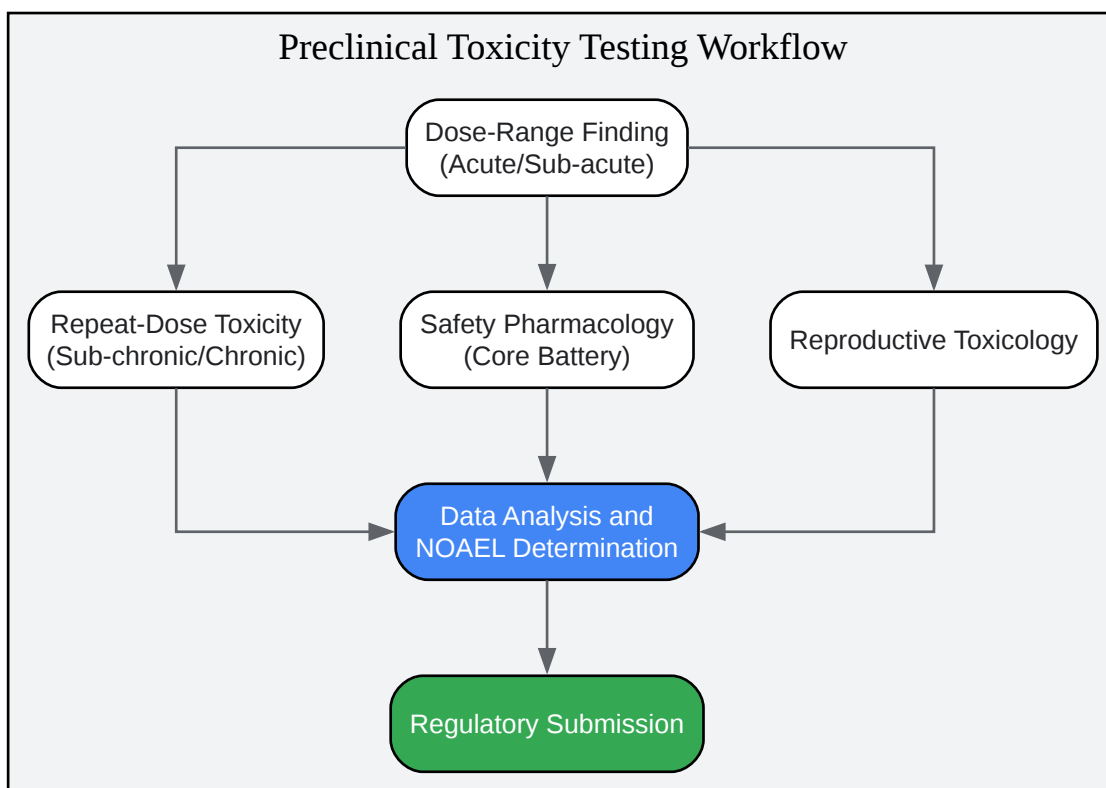 Preclinical Toxicity Testing Workflow
Dose-Range Finding
(Acute/Sub-acute)
Repeat-Dose Toxicity
(Sub-chronic/Chronic)
Safety Pharmacology
(Core Battery)
Reproductive Toxicology
Data Analysis and
NOAEL Determination
Regulatory Submission